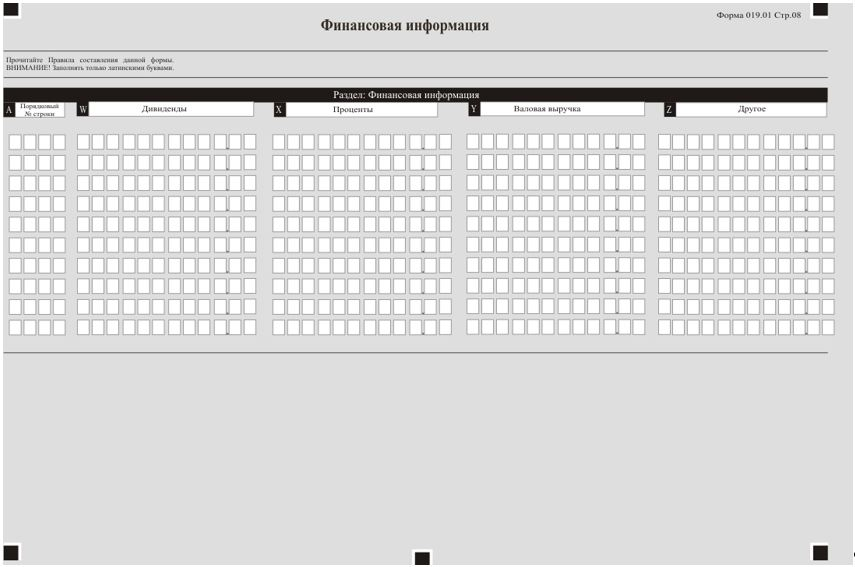 Форма 019.01 Стр.08
Финансовая информация
Прочитайте Правила составления данной формы.
ВНИМАНИЕ! Заполнять только латинскими буквами.
Раздел: Финансовая информация
A Порядковый № строки W Дивиденды X Проценты Y Валовая выручка Z Другое